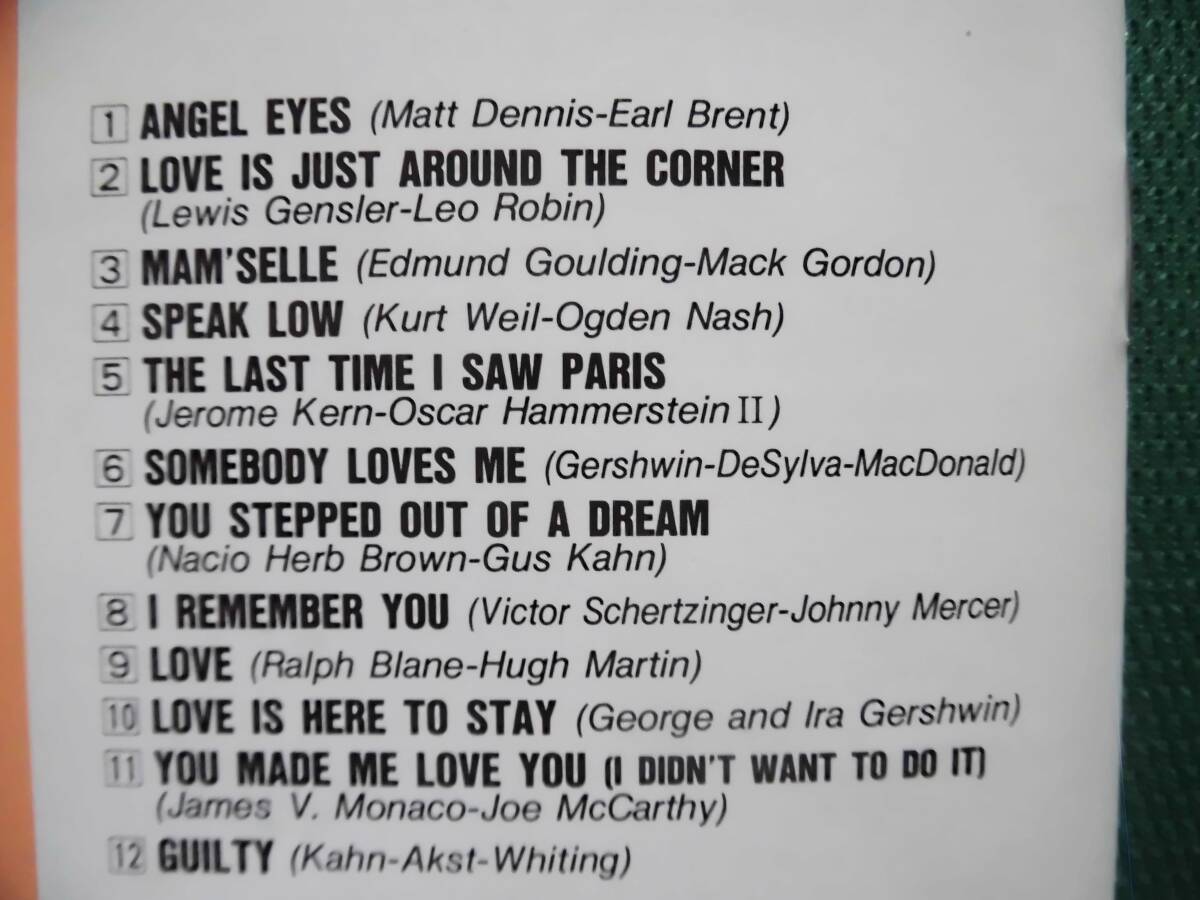 1 ANGEL EYES (Matt Dennis-Earl Brent)
2 LOVE IS JUST AROUND THE CORNER
(Lewis Gensler-Leo Robin)
3 MAM'SELLE (Edmund Goulding-Mack Gordon)
4 SPEAK LOW (Kurt Weil-Ogden Nash)
5 THE LAST TIME I SAW PARIS
(Jerome Kern-Oscar Hammerstein II)
6 SOMEBODY LOVES ME (Gershwin-DeSylva-MacDonald)
7 YOU STEPPED OUT OF A DREAM
(Nacio Herb Brown-Gus Kahn)
8 I REMEMBER YOU (Victor Schertzinger-Johnny Mercer)
9 LOVE (Ralph Blane-Hugh Martin)
10 LOVE IS HERE TO STAY (George and Ira Gershwin)
11 YOU MADE ME LOVE YOU (I DIDN'T WANT TO DO IT)
(James V. Monaco-Joe McCarthy)
12 GUILTY (Kahn-Akst-Whiting)